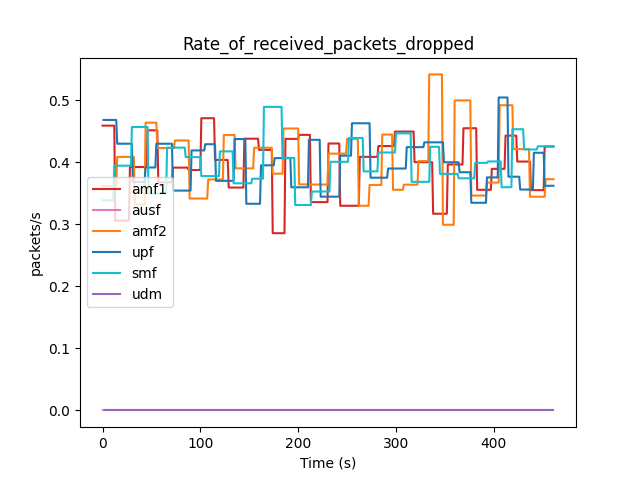 Rate_of_received_packets_dropped
packets/s
0.5
0.4
0.3
0.2
0.1
0.0
amf1
ausf
amf2
upf
smf
udm
0 100 200 300 400
Time (s)